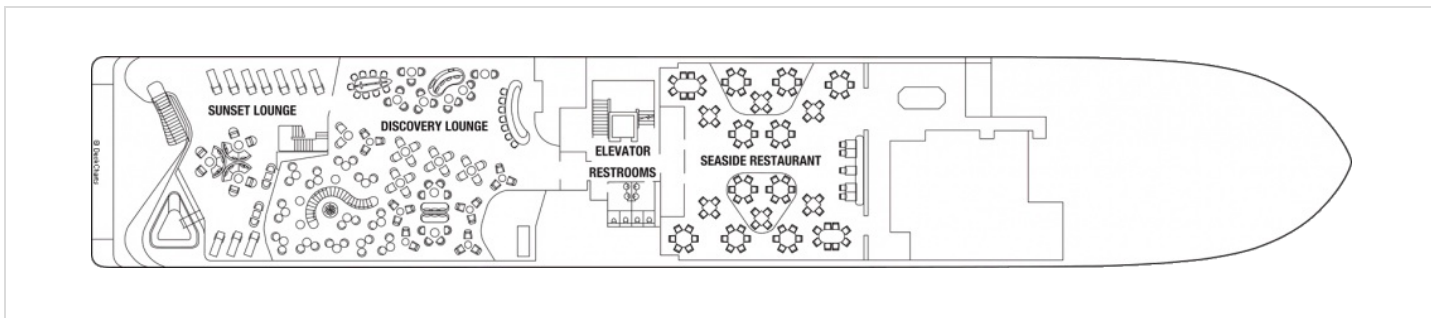 SUNSET LOUNGE
DISCOVERY LOUNGE
ELEVATOR
RESTROOMS
SEASIDE RESTAURANT